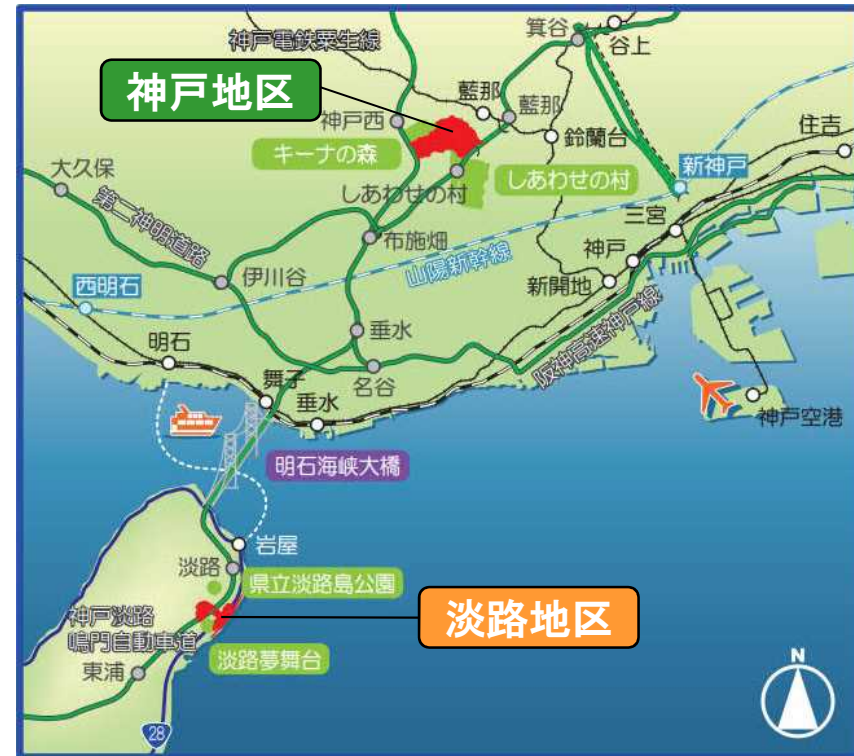 箕谷
谷上
神戸電鉄粟生線
神戸地区
藍那
藍那
神戸西
鈴蘭台
住吉
キーナの森
大久保
しあわせの村
しあわせの村
新神戸
第二神明道路
三宮
布施畑
神戸
山陽新幹線
伊川谷
新開地
西明石
阪神高速神戸線
垂水
明石
名谷
舞子
垂水
神戸空港
明石海峡大橋
岩屋
淡路
県立淡路島公園
神戸淡路
鳴門自動車道
淡路地区
淡路夢舞台
東浦
28
N